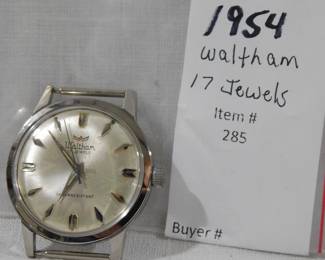 1954
Waltham
17 Jewels
Item #
285
Buyer #
Waltham